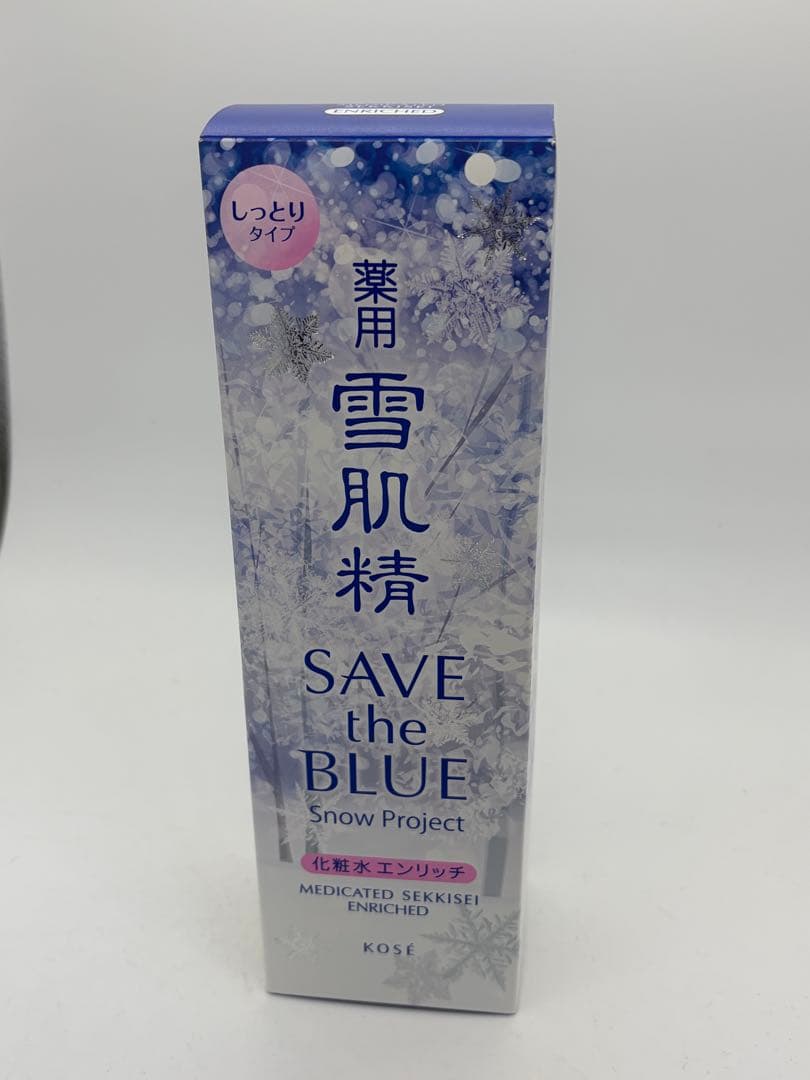 ENRICHED
しっとり
タイプ
薬用
雪肌精
SAVE
the
BLUE
Snow Project
化粧水 エンリッチ
MEDICATED SEKKISEI
ENRICHED
KOSÉ